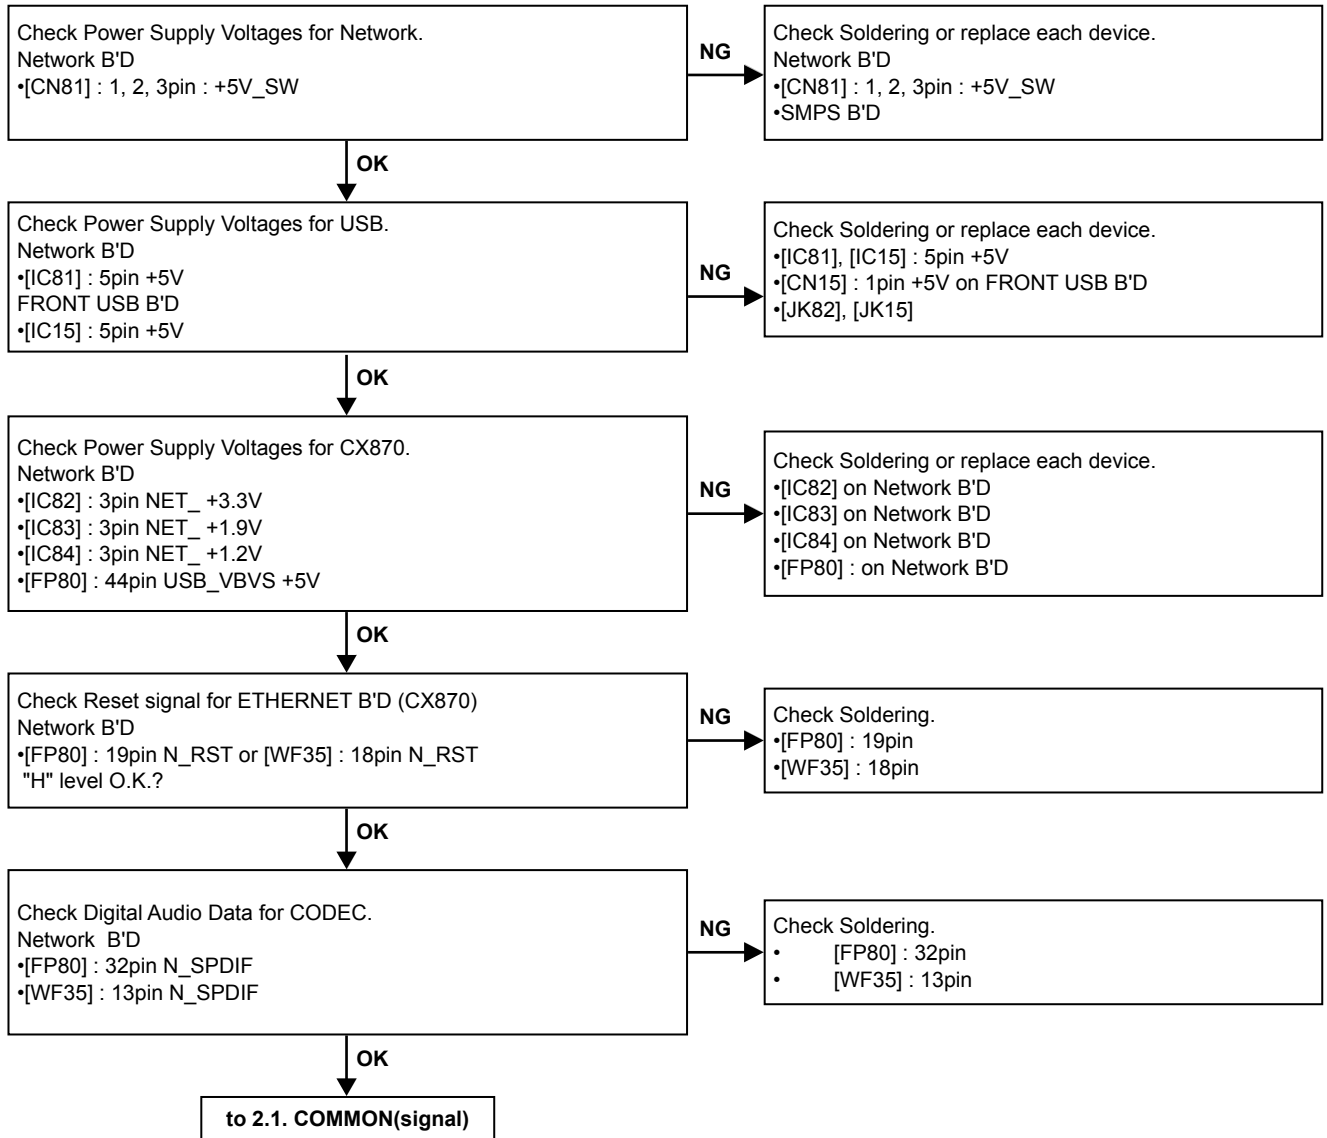 Check Power Supply Voltages for Network.
Network B'D
•[CN81] : 1, 2, 3pin : +5V_SW
NG
Check Soldering or replace each device.
Network B'D
•[CN81] : 1, 2, 3pin : +5V_SW
•SMPS B'D
OK
Check Power Supply Voltages for USB.
Network B'D
•[IC81] : 5pin +5V
FRONT USB B'D
•[IC15] : 5pin +5V
NG
Check Soldering or replace each device.
•[IC81], [IC15] : 5pin +5V
•[CN15] : 1pin +5V on FRONT USB B'D
•[JK82], [JK15]
OK
Check Power Supply Voltages for CX870.
Network B'D
•[IC82] : 3pin NET_ +3.3V
•[IC83] : 3pin NET_ +1.9V
•[IC84] : 3pin NET_ +1.2V
•[FP80] : 44pin USB_VBVS +5V
NG
Check Soldering or replace each device.
•[IC82] on Network B'D
•[IC83] on Network B'D
•[IC84] on Network B'D
•[FP80] : on Network B'D
OK
Check Reset signal for ETHERNET B'D (CX870)
Network B'D
•[FP80] : 19pin N_RST or [WF35] : 18pin N_RST
"H" level O.K.?
NG
Check Soldering.
•[FP80] : 19pin
•[WF35] : 18pin
OK
Check Digital Audio Data for CODEC.
Network B'D
•[FP80] : 32pin N_SPDIF
•[WF35] : 13pin N_SPDIF
NG
Check Soldering.
• [FP80] : 32pin
• [WF35] : 13pin
OK
to 2.1. COMMON(signal)